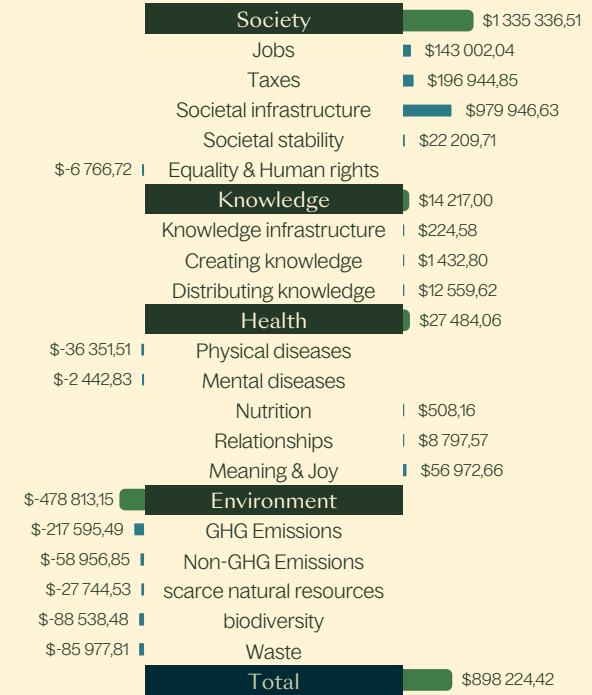 Society $1 335 336,51
Jobs $143 002,04
Taxes $196 944,85
Societal infrastructure $979 946,63
Societal stability $22 209,71
$-6 766,72 Equality & Human rights
Knowledge $14 217,00
Knowledge infrastructure $224,58
Creating knowledge $1 432,80
Distributing knowledge $12 559,62
Health $27 484,06
$-36 351,51 Physical diseases
$-2 442,83 Mental diseases
Nutrition $508,16
Relationships $8 797,57
Meaning & Joy $56 972,66
$-478 813,15 Environment
$-217 595,49 GHG Emissions
$-58 956,85 Non-GHG Emissions
$-27 744,53 scarce natural resources
$-88 538,48 biodiversity
$-85 977,81 Waste
Total $898 224,42